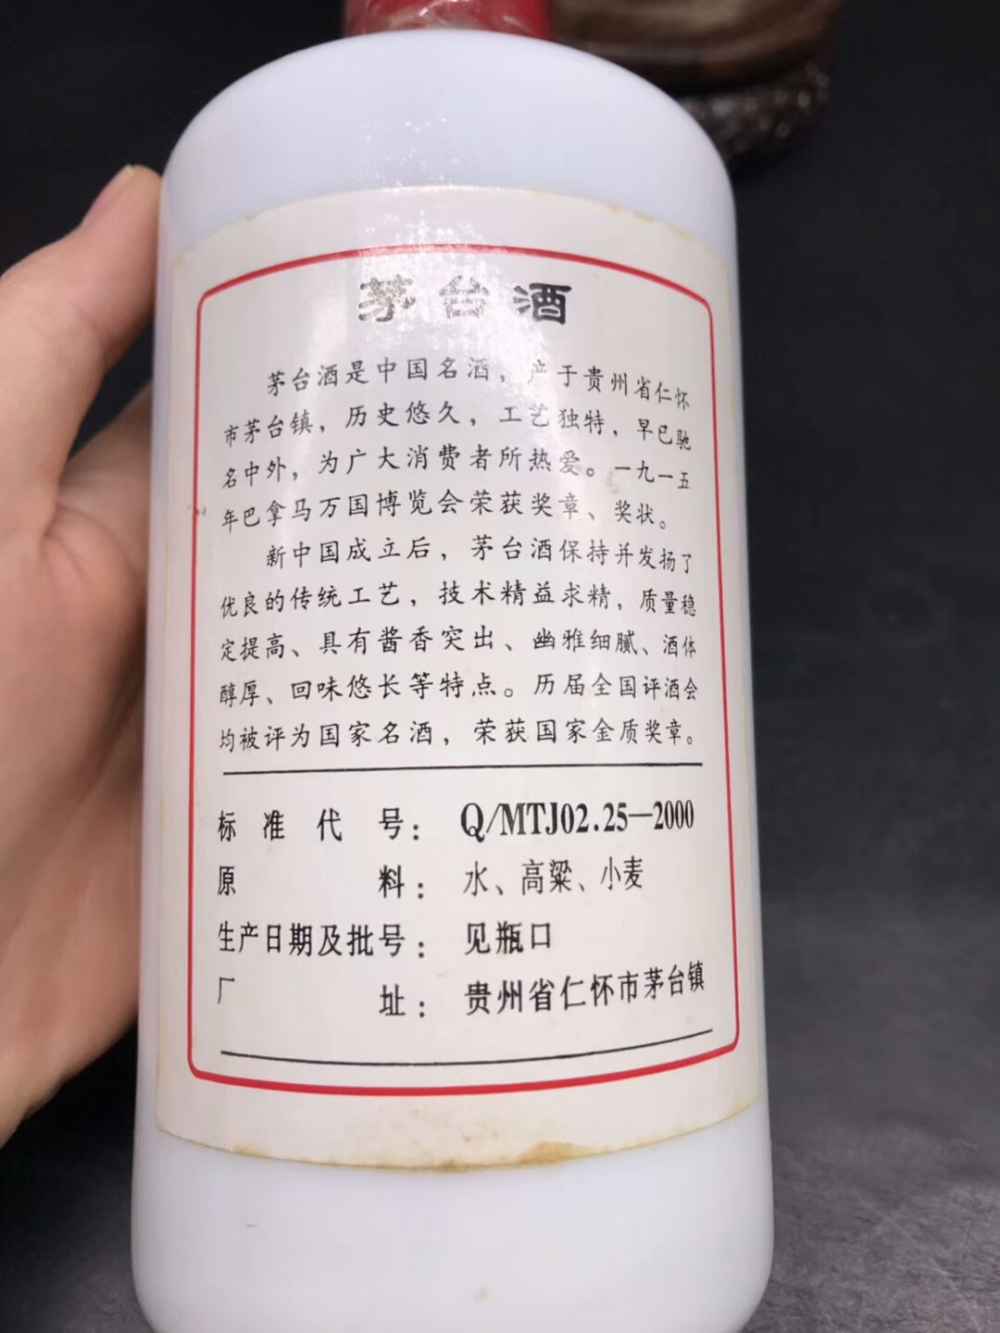 茅台酒
茅台酒是中国名酒，产于贵州省仁怀
市茅台镇，历史悠久，工艺独特，早已驰
名中外，为广大消费者所热爱。一九一五
年巴拿马万国博览会荣获奖章、奖状。
新中国成立后，茅台酒保持并发扬了
优良的传统工艺，技术精益求精，质量稳
定提高、具有酱香突出、幽雅细腻、酒体
醇厚、回味悠长等特点。历届全国评酒会
均被评为国家名酒，荣获国家金质奖章。
标准代号：Q/MTJ02.25—2000
原料：水、高粱、小麦
生产日期及批号：见瓶口
厂址：贵州省仁怀市茅台镇